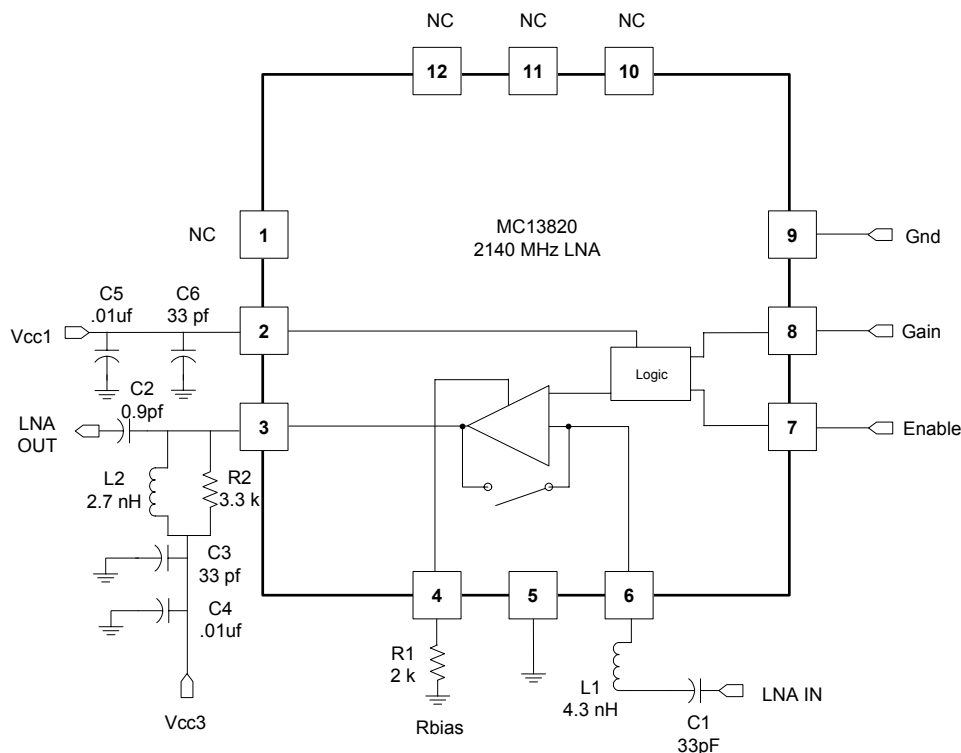 NC
NC
NC
12
11
10
MC13820
2140 MHz LNA
NC
1
9
Gnd
C5
.01uf
C6
33 pf
Vcc1
2
8
Gain
Logic
C2
0.9pf
LNA
OUT
3
7
Enable
L2
2.7 nH
R2
3.3 k
C3
33 pf
C4
.01uf
4
5
6
R1
2 k
Rbias
L1
4.3 nH
LNA IN
C1
33pF
Vcc3